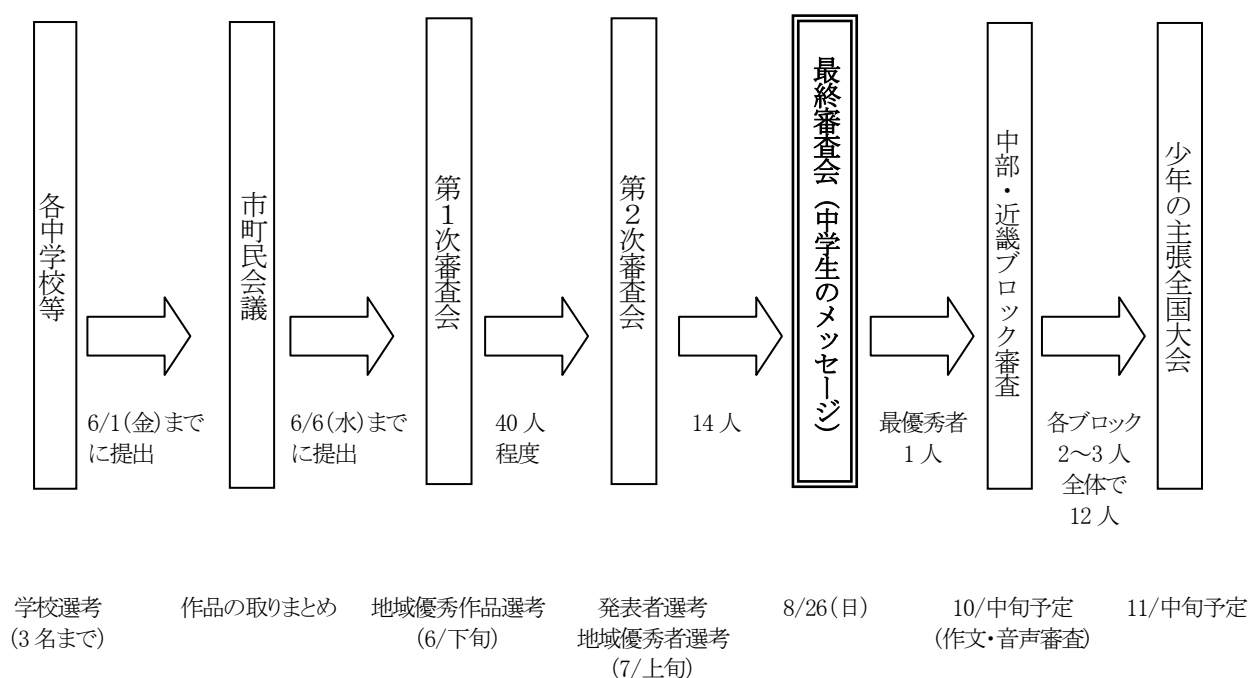 各中学校等
6/1(金)まで
に提出
市町民会議
6/6(水)まで
に提出
第1次審査会
40人
程度
第2次審査会
14人
最終審査会(中学生のメッセージ)
最優秀者
1人
中部・近畿ブロック審査
各ブロック
2~3人
全体で
12人
少年の主張全国大会
学校選考
(3名まで)
作品の取りまとめ
地域優秀作品選考
(6/下旬)
発表者選考
地域優秀者選考
(7/上旬)
8/26(日)
10/中旬予定
(作文・音声審査)
11/中旬予定